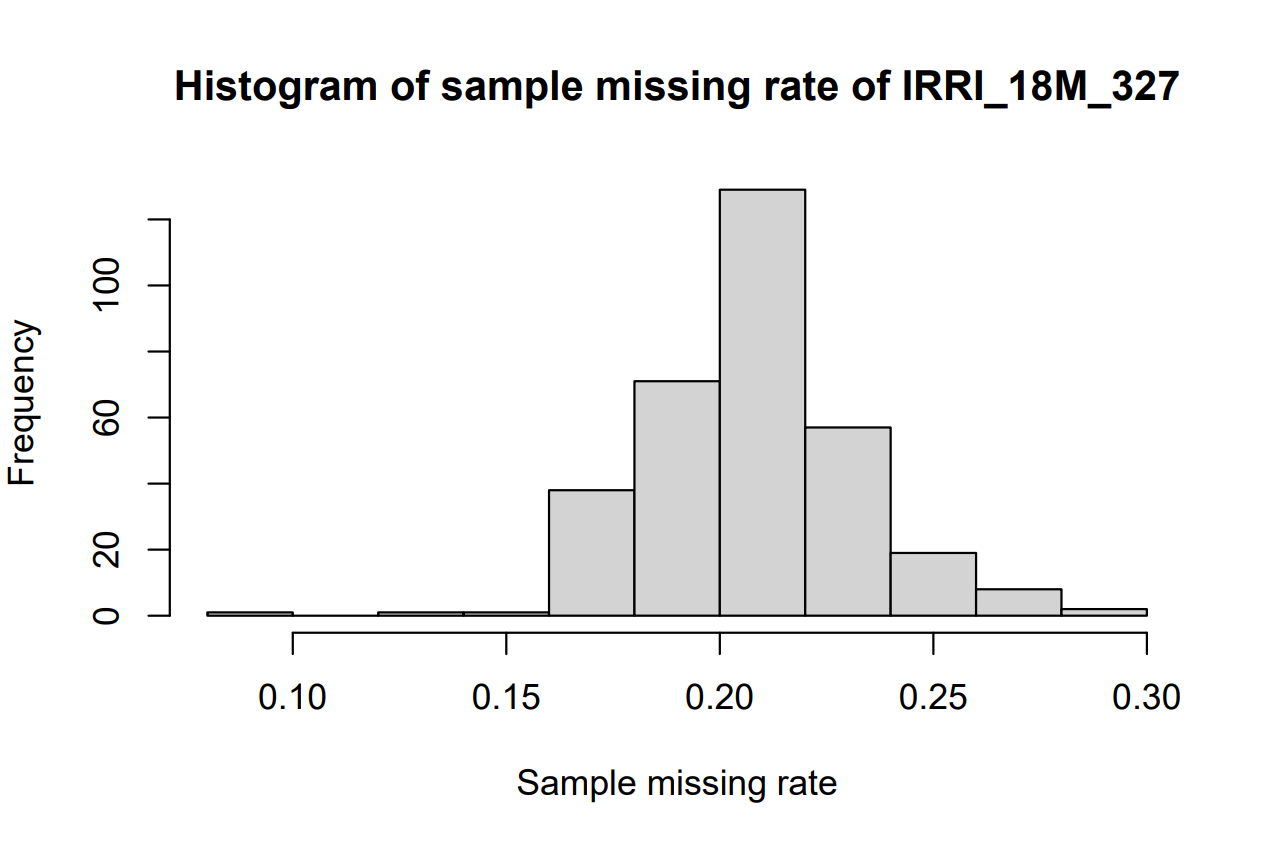 Histogram of sample missing rate of IRRI_18M_327
Frequency
100
60
20
0
0.10 0.15 0.20 0.25 0.30
Sample missing rate